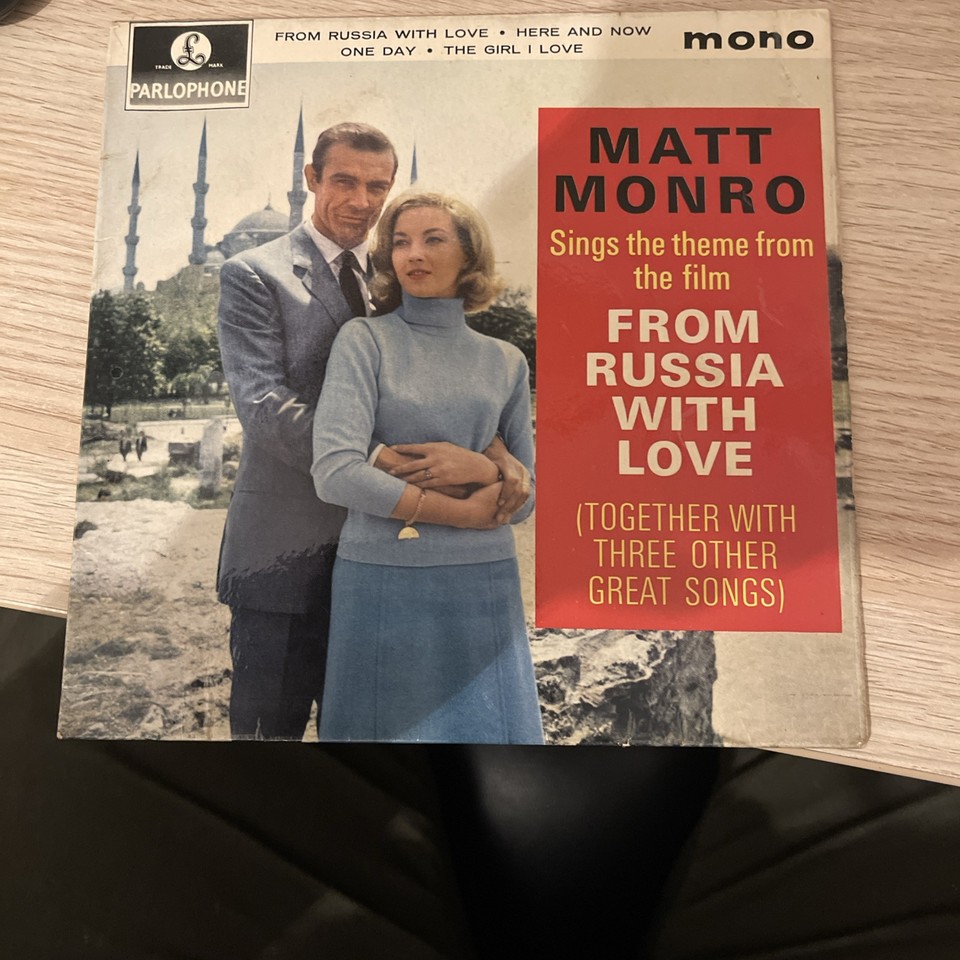 FROM RUSSIA WITH LOVE • HERE AND NOW
ONE DAY • THE GIRL I LOVE
mono
£
TRADE MARK
PARLOPHONE
MATT
MONRO
Sings the theme from
the film
FROM
RUSSIA
WITH
LOVE
(TOGETHER WITH
THREE OTHER
GREAT SONGS)